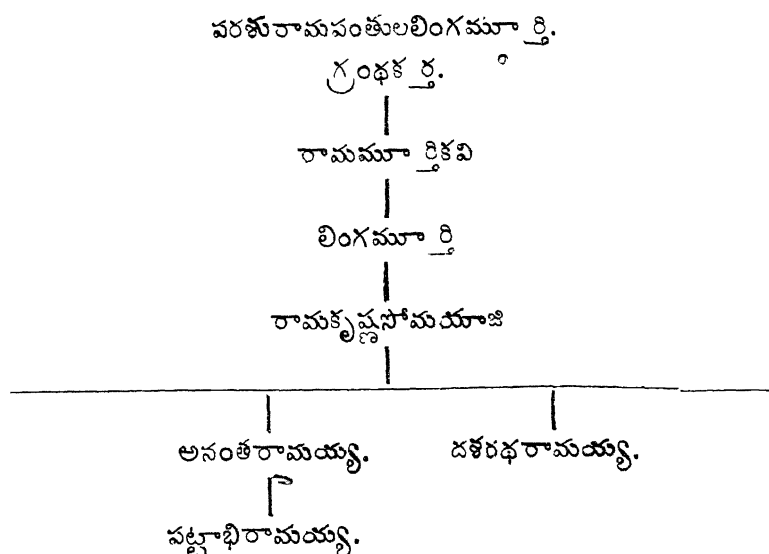 పరశురామపంతులలింగమూర్తి.
గ్రంథకర్త.
రామమూర్తికవి
లింగమూర్తి
రామకృష్ణసోమయాజి
అనంతరామయ్య. దశరథరామయ్య.
పట్టాభిరామయ్య.